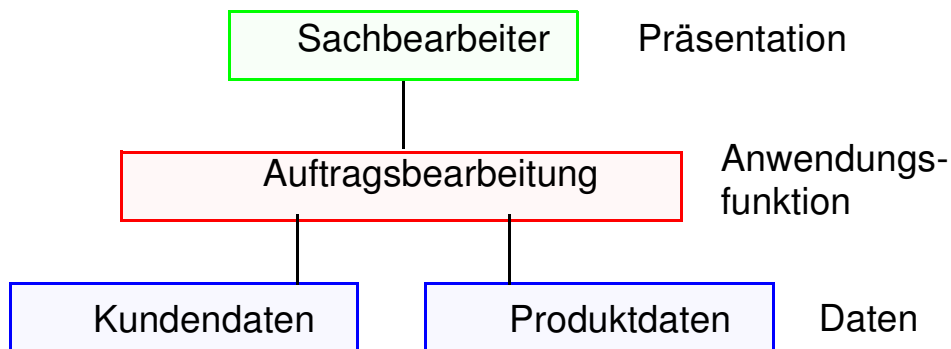 Sachbearbeiter
Präsentation
Auftragsbearbeitung
Anwendungs-
funktion
Kundendaten
Produktdaten
Daten